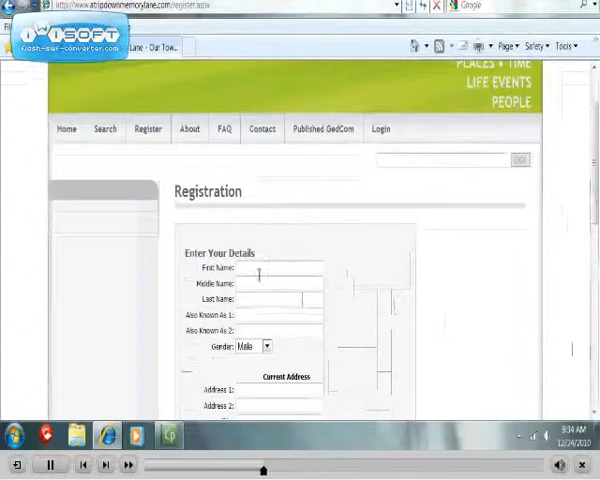 http://www.atripdownmemorylane.com/register.aspx
Google
iWiSOFT
flash-swf-converter.com
Lane - Our Tow...
Page
Safety
Tools
PLACES • TIME
LIFE EVENTS
PEOPLE
Home
Search
Register
About
FAQ
Contact
Published GedCom
Login
GO!
Registration
Enter Your Details
First Name:
Middle Name:
Last Name:
Also Known As 1:
Also Known As 2:
Gender: Male
Current Address
Address 1:
Address 2:
Cp
9:34 AM
12/24/2010